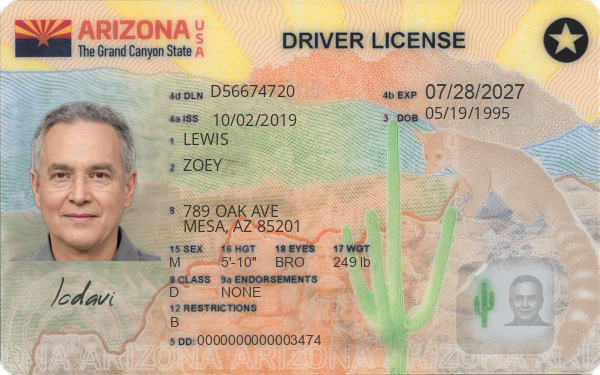 ARIZONA USA
The Grand Canyon State
DRIVER LICENSE
4d DLN D56674720
4b EXP 07/28/2027
4a ISS 10/02/2019
3 DOB 05/19/1995
1 LEWIS
2 ZOEY
8 789 OAK AVE
MESA, AZ 85201
15 SEX 16 HGT 18 EYES 17 WGT
M 5'-10" BRO 249 lb
9 CLASS 9a ENDORSEMENTS
D NONE
12 RESTRICTIONS
B
5 DD: 0000000000003474
Icdavi
ARIZONA ARIZONA ARIZONA ARIZONA